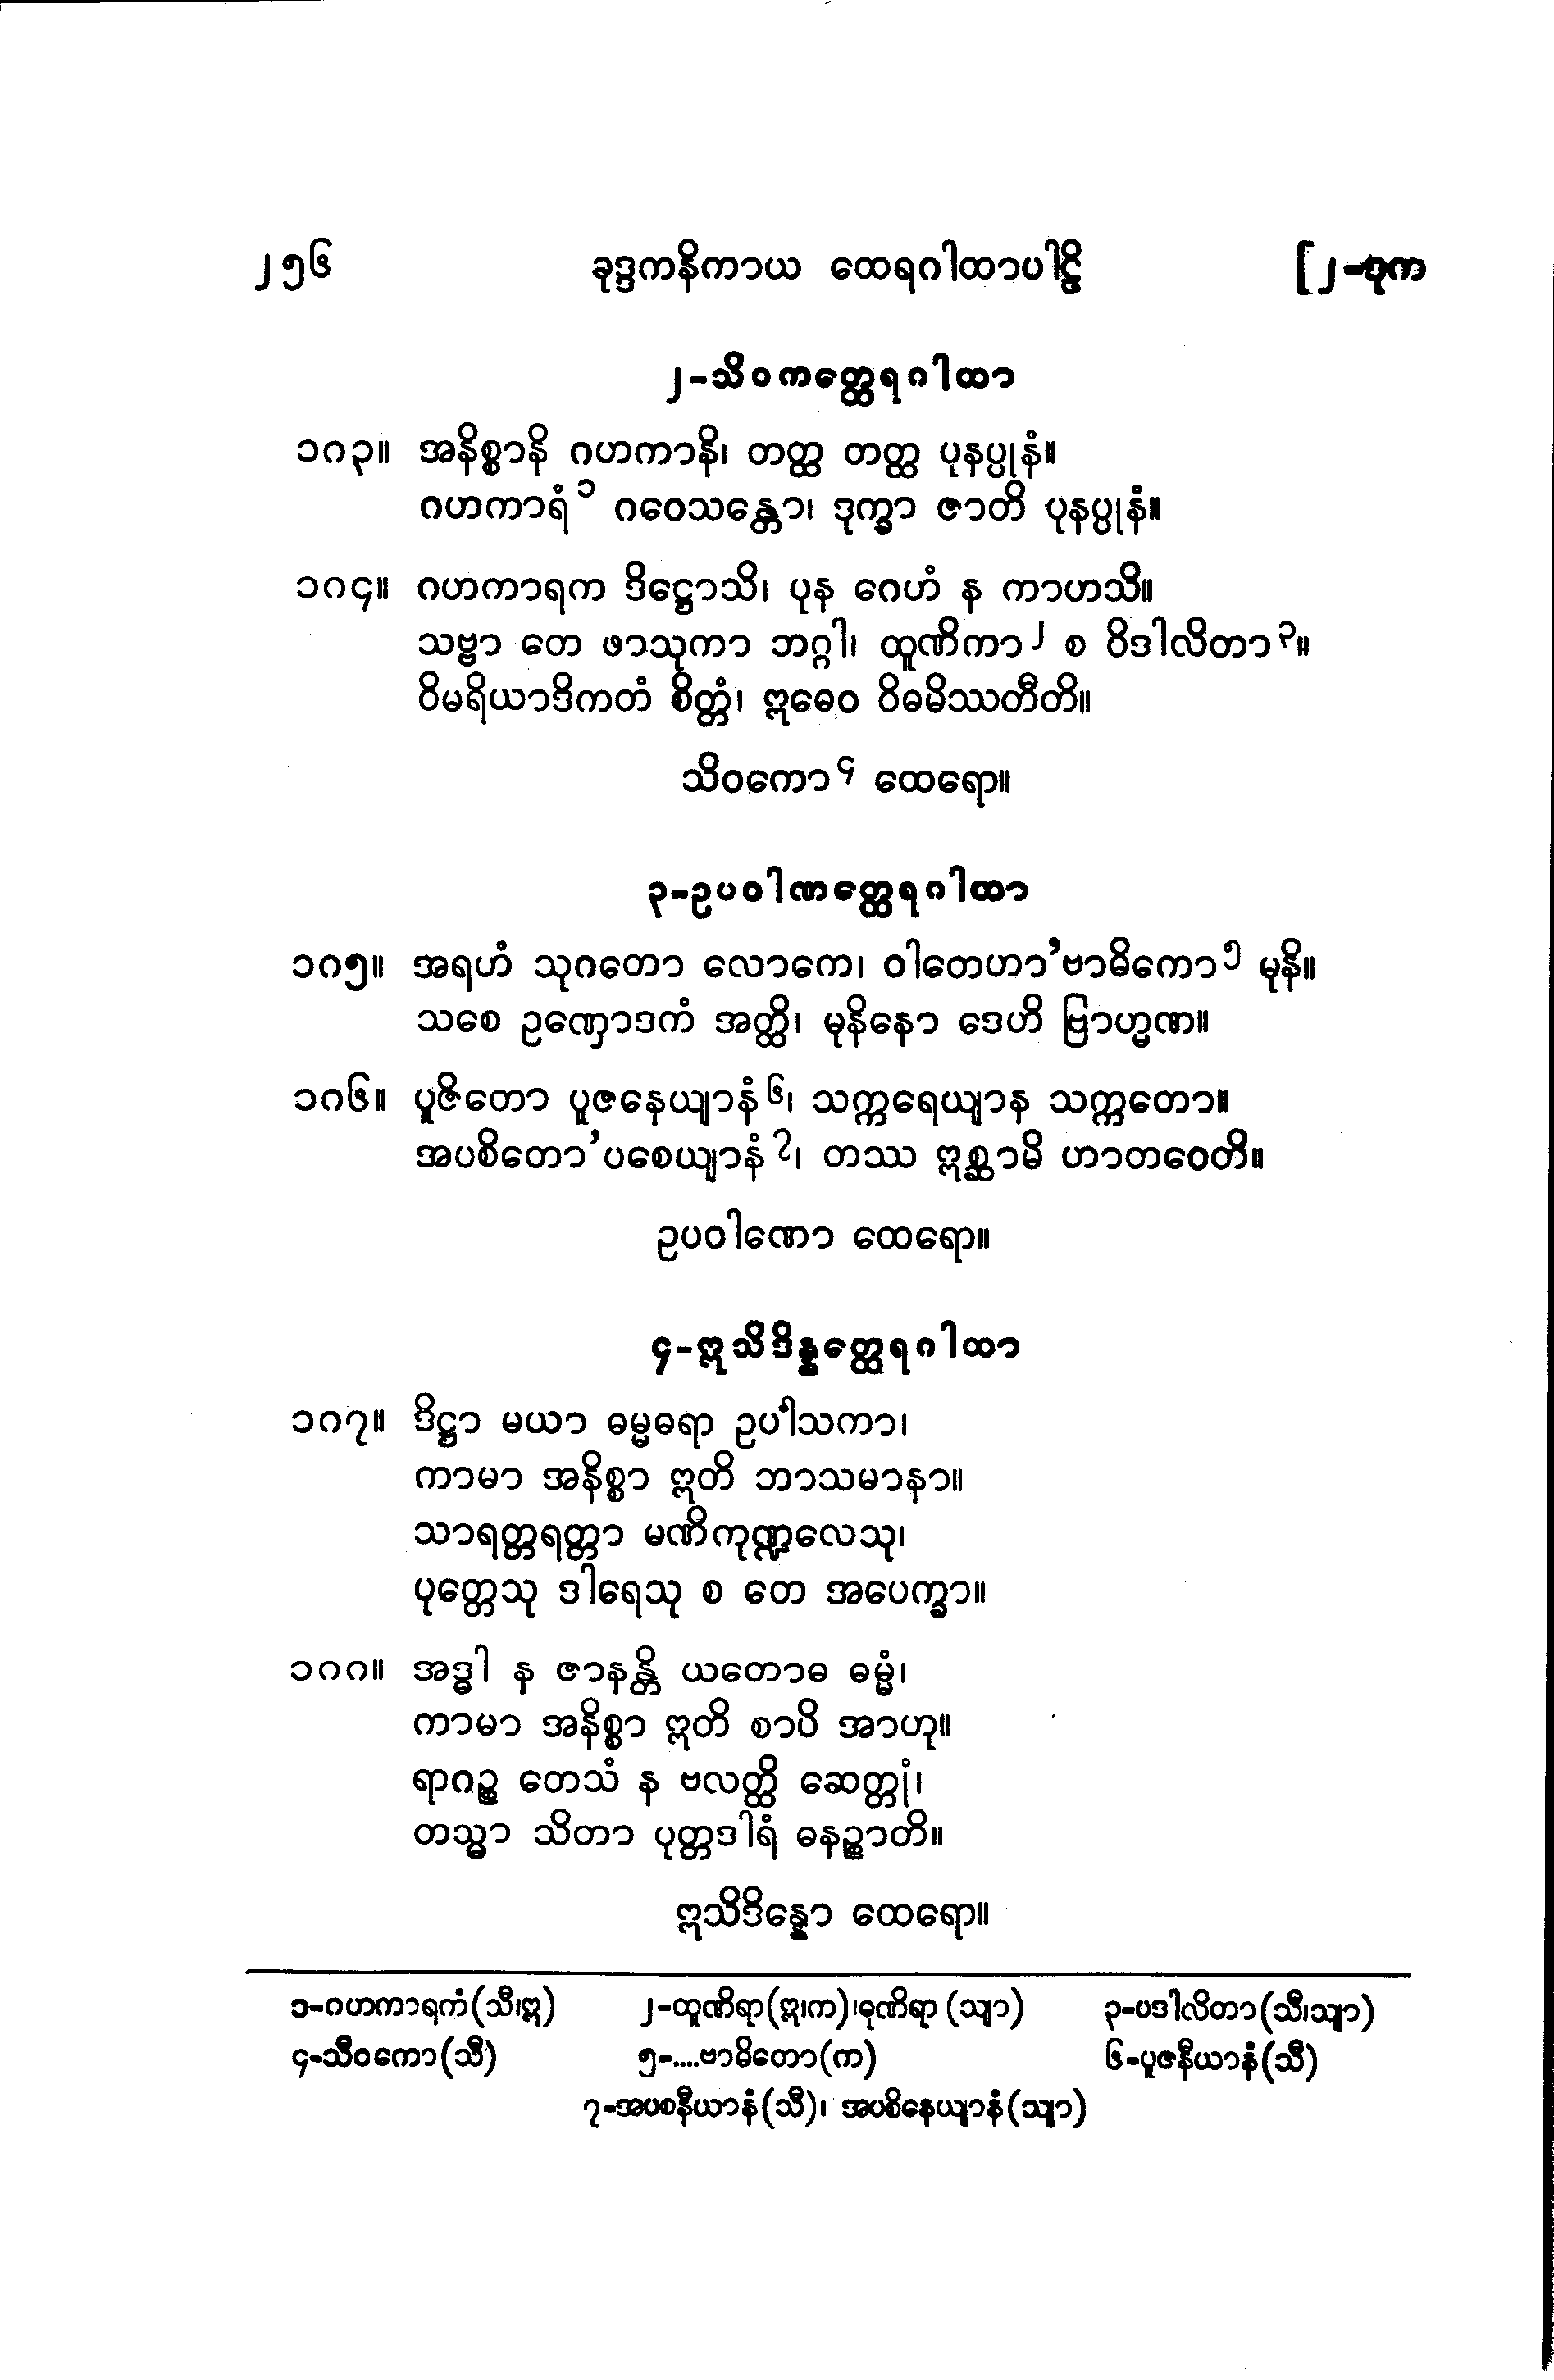 ၂၅၆ ခုဒ္ဒကနိကာယ ထေရဂါထာပါဠိ [၂-ဒုက
၂-သိဝကတ္ထေရဂါထာ
၁၈၃။ အနိစ္စာနိ ဂဟကာနိ၊ တတ္ထ တတ္ထ ပုနပ္ပုနံ။
ဂဟကာရံ၁ ဂဝေသန္တော၊ ဒုက္ခာ ဇာတိ ပုနပ္ပုနံ။
၁၈၄။ ဂဟကာရက ဒိဋ္ဌောသိ၊ ပုန ဂေဟံ န ကာဟသိ။
သဗ္ဗာ တေ ဖာသုကာ ဘဂ္ဂါ၊ ထူဏိကာ၂ စ ဝိဒါလိတာ၃။
ဝိမရိယာဒိကတံ စိတ္တံ၊ ဣဓေဝ ဝိဓမိဿတီတိ။
သိဝကော၄ ထေရော။
၃-ဥပဝါဏတ္ထေရဂါထာ
၁၈၅။ အရဟံ သုဂတော လောကေ၊ ဝါတေဟာ’ဗာဓိကော၅ မုနိ။
သစေ ဥဏှောဒကံ အတ္ထိ၊ မုနိနော ဒေဟိ ဗြာဟ္မဏ။
၁၈၆။ ပူဇိတော ပူဇနေယျာနံ၆၊ သက္ကရေယျာန သက္ကတော။
အပစိတော’ပစေယျာနံ၇၊ တဿ ဣစ္ဆာမိ ဟာတဝေတိ။
ဥပဝါဏော ထေရော။
၄-ဣသိဒိန္နတ္ထေရဂါထာ
၁၈၇။ ဒိဋ္ဌာ မယာ ဓမ္မဓရာ ဥပါသကာ၊
ကာမာ အနိစ္စာ ဣတိ ဘာသမာနာ။
သာရတ္တရတ္တာ မဏိကုဏ္ဍလေသု၊
ပုတ္တေသု ဒါရေသု စ တေ အပေက္ခာ။
၁၈၈။ အဒ္ဓါ န ဇာနန္တိ ယတောဓ ဓမ္မံ၊
ကာမာ အနိစ္စာ ဣတိ စာပိ အာဟု။
ရာဂဉ္စ တေသံ န ဗလတ္ထိ ဆေတ္တုံ၊
တသ္မာ သိတာ ပုတ္တဒါရံ ဓနဉ္စာတိ။
ဣသိဒိန္နော ထေရော။
၁-ဂဟကာရကံ(သီ၊ဣ) ၂-ထူဏိရာ(ဣ၊က)၊ဓုဏိရာ (သျာ) ၃-ပဒါလိတာ(သီ၊သျာ)
၄-သီဝကော(သီ) ၅-....ဗာဓိတော(က) ၆-ပူဇနီယာနံ(သီ)
၇-အပစနီယာနံ(သီ)၊ အပစိနေယျာနံ(သျာ)